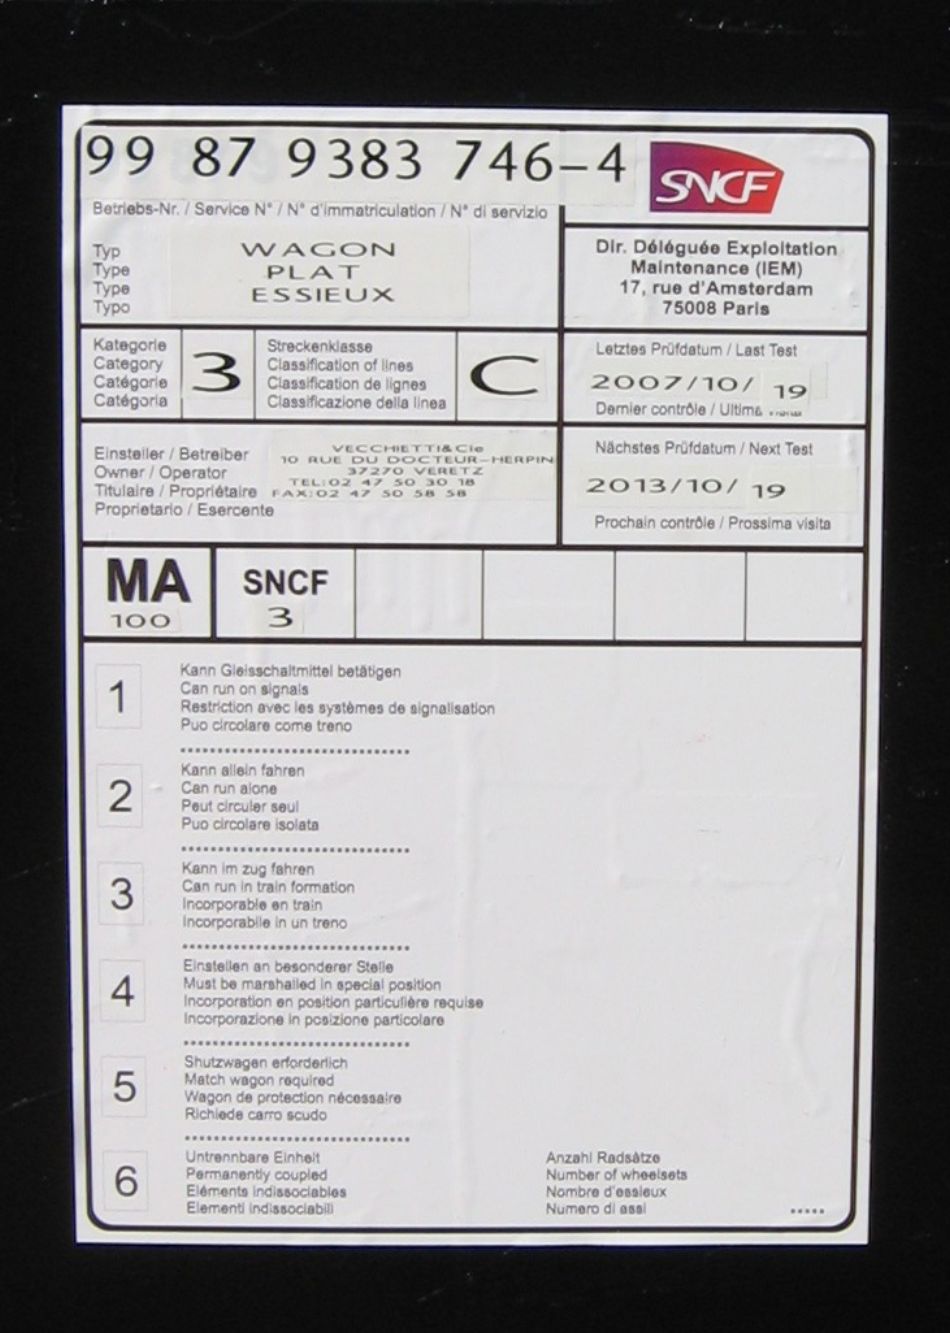 99 87 9383 746-4
SNCF
Betriebs-Nr. / Service N° / N° d'immatriculation / N° di servizio
Typ
Type
Type
Typo
WAGON
PLAT
ESSIEUX
Dir. Déléguée Exploitation
Maintenance (IEM)
17, rue d'Amsterdam
75008 Paris
Kategorie
Category
Catégorie
Catégoria
3
Streckenklasse
Classification of lines
Classification de lignes
Classificazione della linea
C
Letztes Prüfdatum / Last Test
2007/10/ 19
Dernier contrôle / Ultima
Einsteller / Betreiber
Owner / Operator
Titulaire / Propriétaire
Proprietario / Esercente
VECCHIETTI&Cie
10 RUE DU DOCTEUR-HERPIN
37270 VERETZ
TEL:02 47 50 30 18
FAX:02 47 50 58 58
Nächstes Prüfdatum / Next Test
2013/10/ 19
Prochain contrôle / Prossima visita
MA
100
SNCF
3
1
Kann Gleisschaltmittel betätigen
Can run on signals
Restriction avec les systèmes de signalisation
Puo circolare come treno
2
Kann allein fahren
Can run alone
Peut circuler seul
Puo circolare isolata
3
Kann im zug fahren
Can run in train formation
Incorporable en train
Incorporabile in un treno
4
Einstellen an besonderer Stelle
Must be marshalled in special position
Incorporation en position particulière requise
Incorporazione in posizione particolare
5
Shutzwagen erforderlich
Match wagon required
Wagon de protection nécessaire
Richiede carro scudo
6
Untrennbare Einheit
Permanently coupled
Eléments indissociables
Elementi indissociabili
Anzahl Radsätze
Number of wheelsets
Nombre d'essieux
Numero di assi
.....